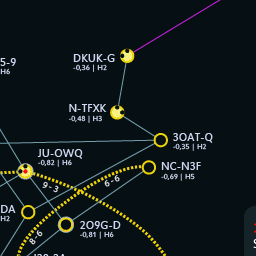 DKUK-G
-0,36 | H2
5-9
H6
N-TFXK
-0,48 | H3
3OAT-Q
-0,35 | H2
JU-OWQ
-0,82 | H6
NC-N3F
-0,69 | H5
9-3
6-6
DA
H2
2O9G-D
-0,81 | H6
8-6